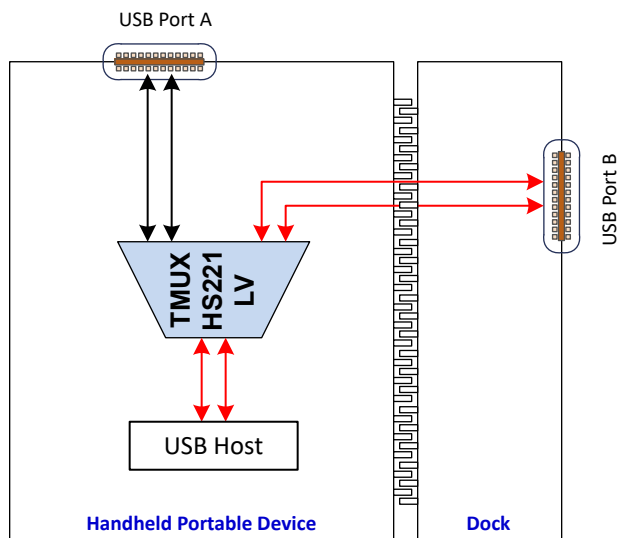 USB Port A
USB Port B
TMUX
HS221
LV
USB Host
Handheld Portable Device
Dock